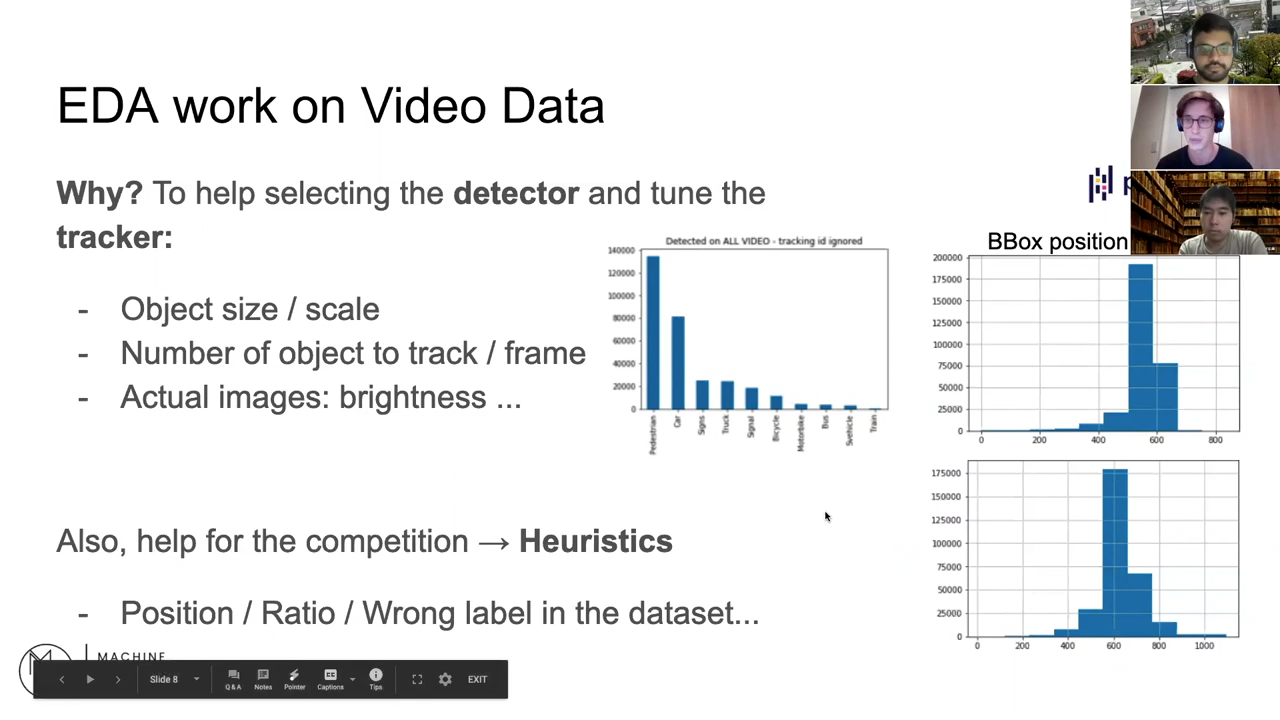 EDA work on Video Data
Why? To help selecting the detector and tune the
tracker:
- Object size / scale
- Number of object to track / frame
- Actual images: brightness ...
Also, help for the competition → Heuristics
- Position / Ratio / Wrong label in the dataset...
Detected on ALL VIDEO - tracking id ignored
140000
120000
100000
80000
60000
40000
20000
0
Pedestrian Car Signs Truck Signal Bicycle Motorbike Bus Svehicle Train
BBox position
200000
175000
150000
125000
100000
75000
50000
25000
0
0 200 400 600 800
175000
150000
125000
100000
75000
50000
25000
0
0 200 400 600 800 1000
MACHINE
Slide 8 Q & A Notes Pointer Captions Tips EXIT